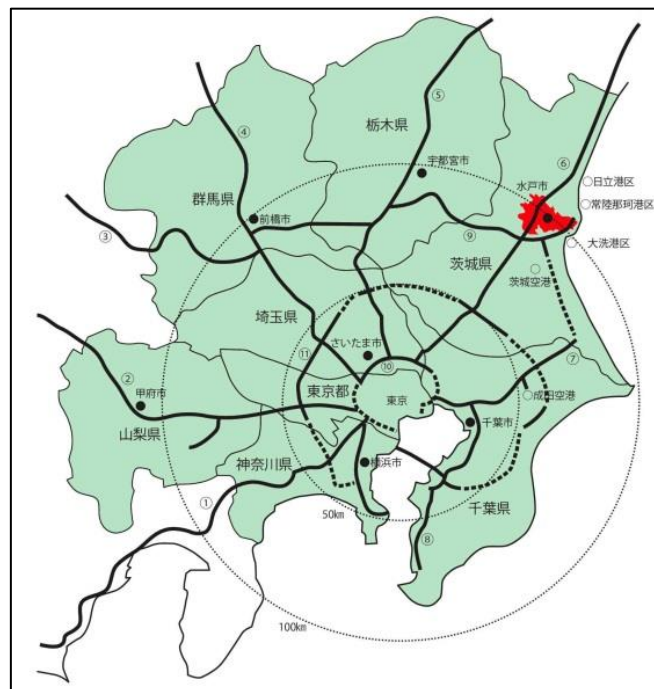 ⑤
④
栃木県
宇都宮市
⑥
水戸市
日立港区
常陸那珂港区
群馬県
前橋市
③
⑨
大洗港区
茨城県
茨城空港
埼玉県
さいたま市
⑪
⑩
⑦
②
甲府市
東京都
東京
成田空港
千葉市
山梨県
神奈川県
横浜市
①
50㎞
千葉県
⑧
100㎞